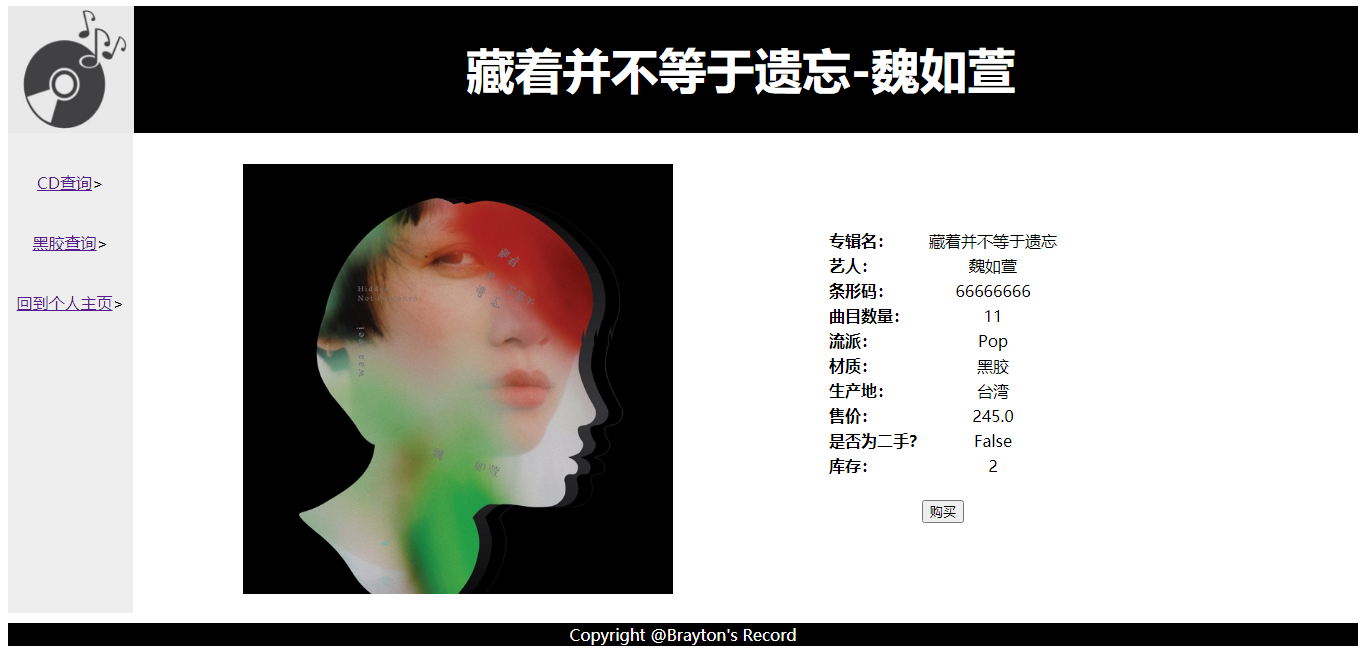 藏着并不等于遗忘-魏如萱
CD查询>
黑胶查询>
回到个人主页>
Hidden
wan wei
魏 如萱
专辑名： 藏着并不等于遗忘
艺人： 魏如萱
条形码： 66666666
曲目数量： 11
流派： Pop
材质： 黑胶
生产地： 台湾
售价： 245.0
是否为二手？ False
库存： 2
购买
Copyright @Brayton's Record